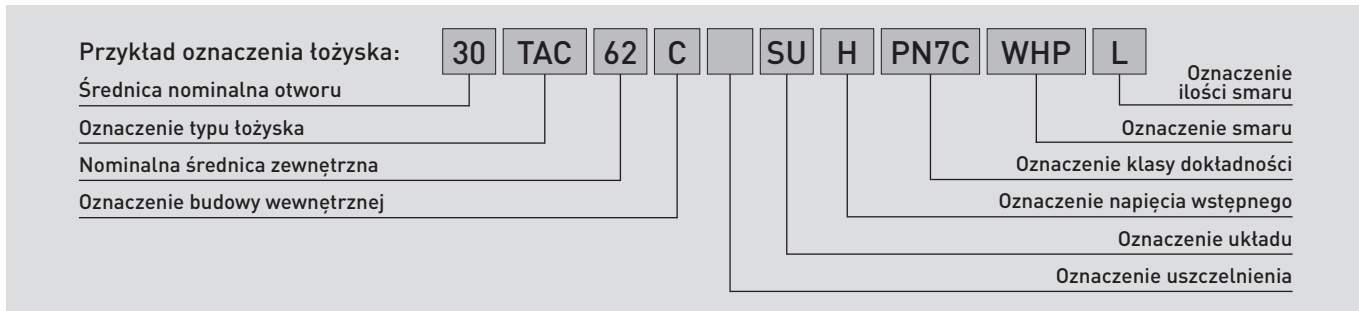 Przykład oznaczenia łożyska: 30 TAC 62 C SU H PN7C WHP L
Średnica nominalna otworu
Oznaczenie typu łożyska
Nominalna średnica zewnętrzna
Oznaczenie budowy wewnętrznej
Oznaczenie
ilości smaru
Oznaczenie smaru
Oznaczenie klasy dokładności
Oznaczenie napięcia wstępnego
Oznaczenie układu
Oznaczenie uszczelnienia